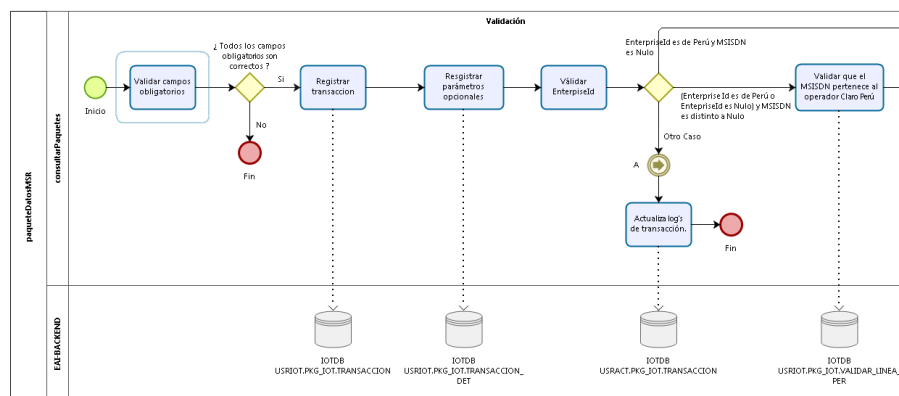 Validación
paqueteDatosMSR
consultarPaquetes
EAI-BACKEND
Inicio
Validar campos
obligatorios
¿ Todos los campos
obligatorios son
correctos ?
Si
No
Fin
Registrar
transaccion
Resgistrar
parámetros
opcionales
Válidar
EnterpiseId
EnterpriseId es de Perú y MSISDN
es Nulo
(Enterprise Id es de Perú o
EntepriseId es Nulo) y MSISDN
es distinto a Nulo
Otro Caso
A
Actualiza log's
de transacción.
Fin
Validar que el
MSISDN pertenece al
operador Claro Perú
IOTDB
USRIOT.PKG_IOT.TRANSACCION
IOTDB
USRIOT.PKG_IOT.TRANSACCION_
DET
IOTDB
USRACT.PKG_IOT.TRANSACCION
IOTDB
USRIOT.PKG_IOT.VALIDAR_LINEA_
PER